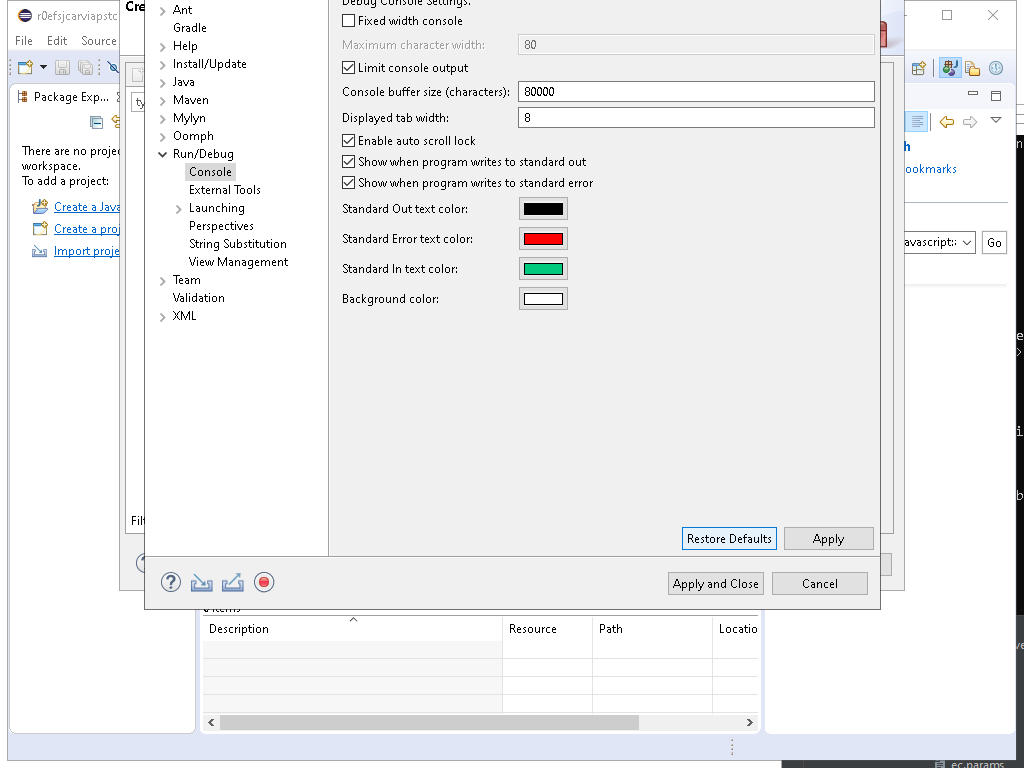 r0efsjcarviapstc
Cre
File Edit Source
Package Exp...
There are no projec
workspace.
To add a project:
Create a Java
Create a proj
Import proje
Ant
Gradle
Help
Install/Update
Java
Maven
Mylyn
Oomph
Run/Debug
Console
External Tools
Launching
Perspectives
String Substitution
View Management
Team
Validation
XML
Debug Console Settings.
Fixed width console
Maximum character width: 80
Limit console output
Console buffer size (characters): 80000
Displayed tab width: 8
Enable auto scroll lock
Show when program writes to standard out
Show when program writes to standard error
Standard Out text color:
Standard Error text color:
Standard In text color:
Background color:
Restore Defaults Apply
Apply and Close Cancel
ty
Filt
h
ookmarks
avascript: Go
Description Resource Path Locatio
ec.params